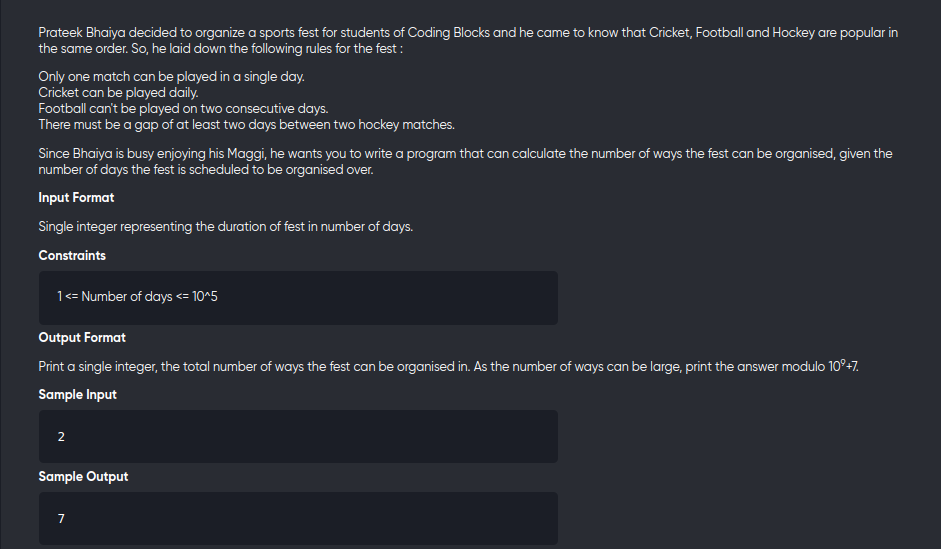 Prateek Bhaiya decided to organize a sports fest for students of Coding Blocks and he came to know that Cricket, Football and Hockey are popular in
the same order. So, he laid down the following rules for the fest :
Only one match can be played in a single day.
Cricket can be played daily.
Football can't be played on two consecutive days.
There must be a gap of at least two days between two hockey matches.
Since Bhaiya is busy enjoying his Maggi, he wants you to write a program that can calculate the number of ways the fest can be organised, given the
number of days the fest is scheduled to be organised over.
Input Format
Single integer representing the duration of fest in number of days.
Constraints
1 <= Number of days <= 10^5
Output Format
Print a single integer, the total number of ways the fest can be organised in. As the number of ways can be large, print the answer modulo 10⁹+7.
Sample Input
2
Sample Output
7